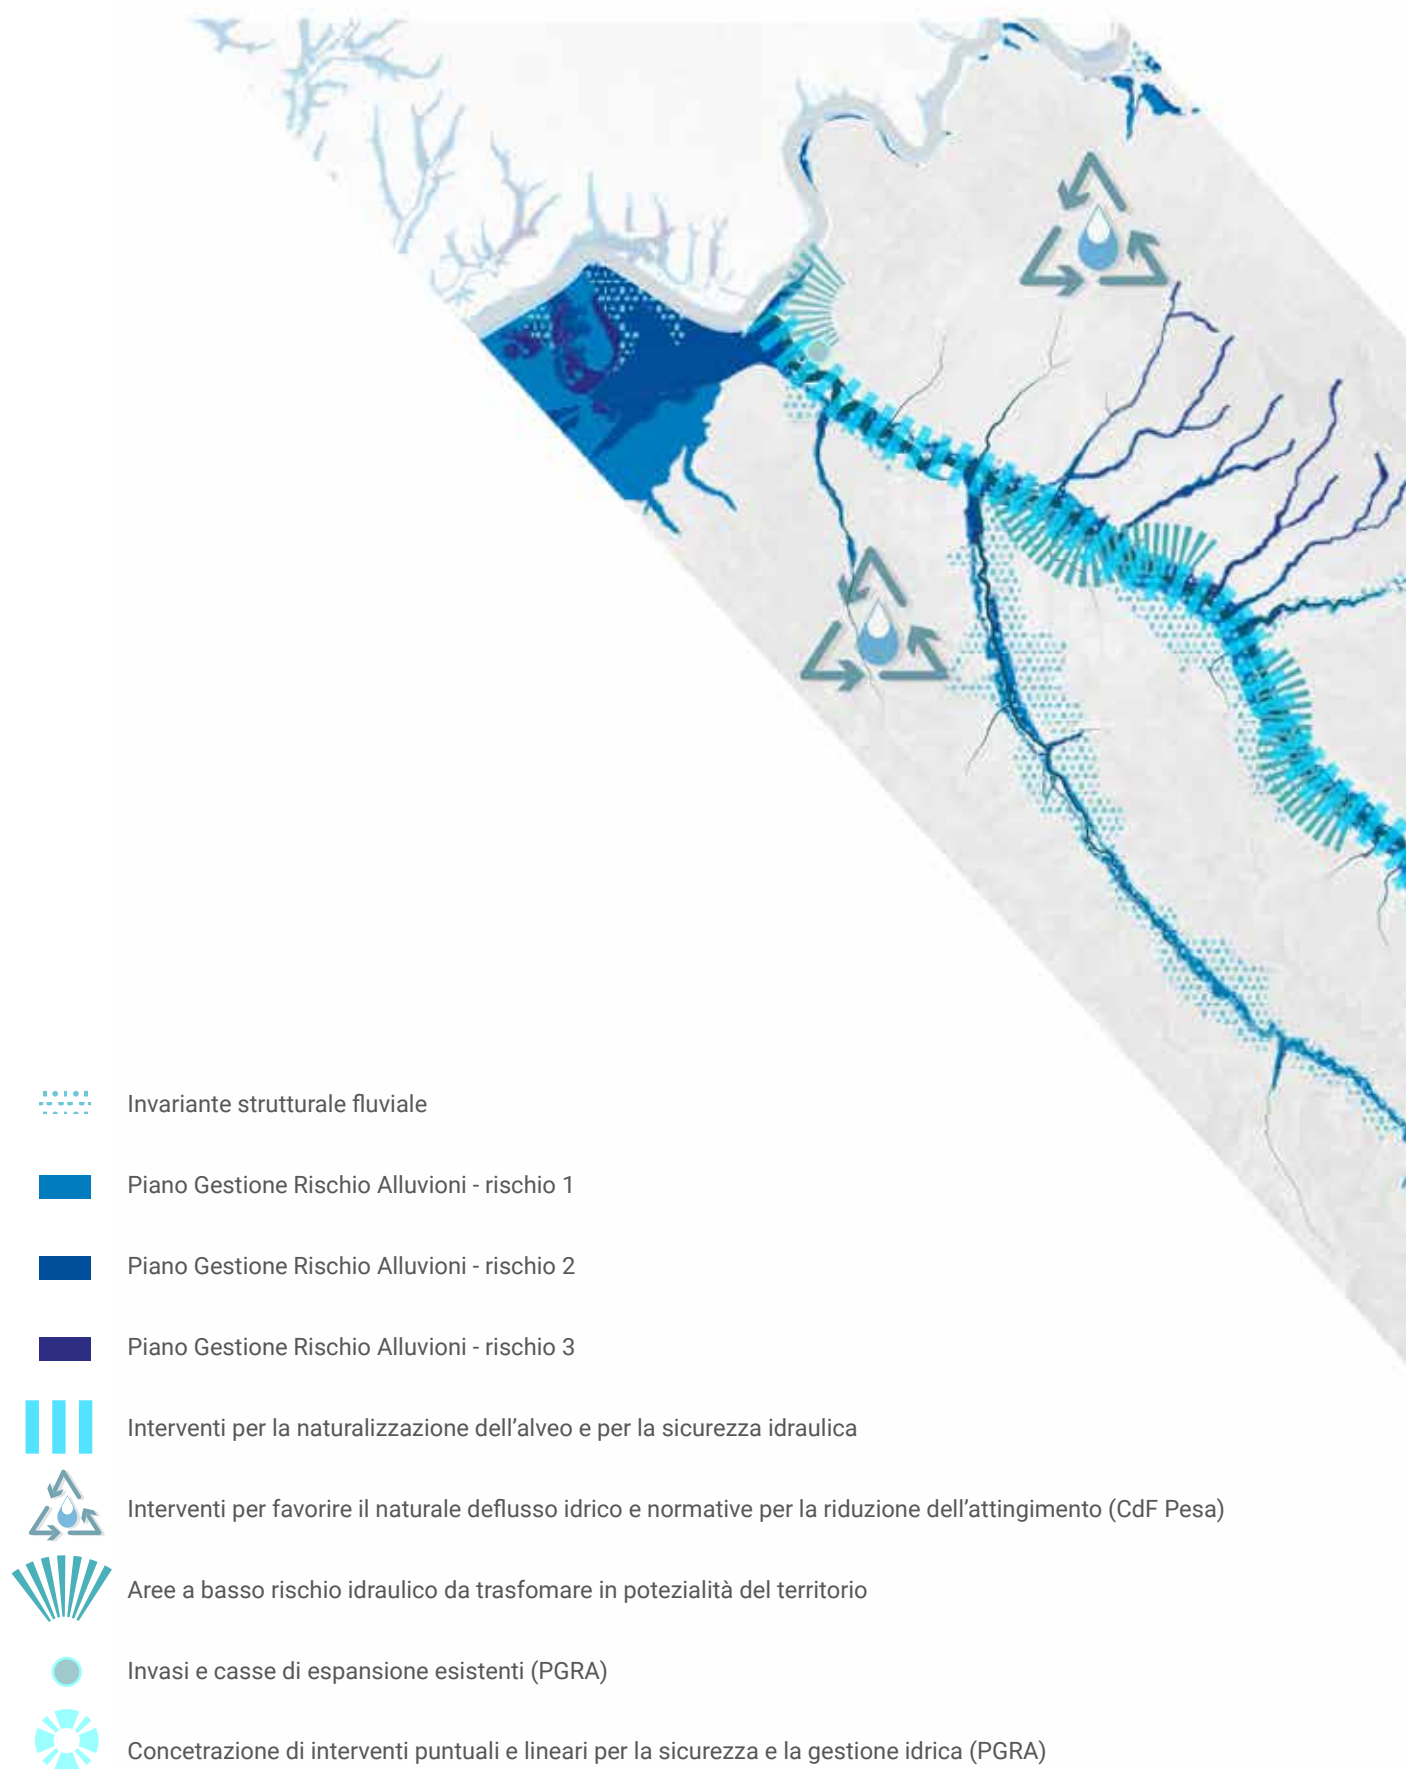 Invariante strutturale fluviale
Piano Gestione Rischio Alluvioni - rischio 1
Piano Gestione Rischio Alluvioni - rischio 2
Piano Gestione Rischio Alluvioni - rischio 3
Interventi per la naturalizzazione dell’alveo e per la sicurezza idraulica
Interventi per favorire il naturale deflusso idrico e normative per la riduzione dell’attingimento (CdF Pesa)
Aree a basso rischio idraulico da trasfomare in potezialità del territorio
Invasi e casse di espansione esistenti (PGRA)
Concetrazione di interventi puntuali e lineari per la sicurezza e la gestione idrica (PGRA)